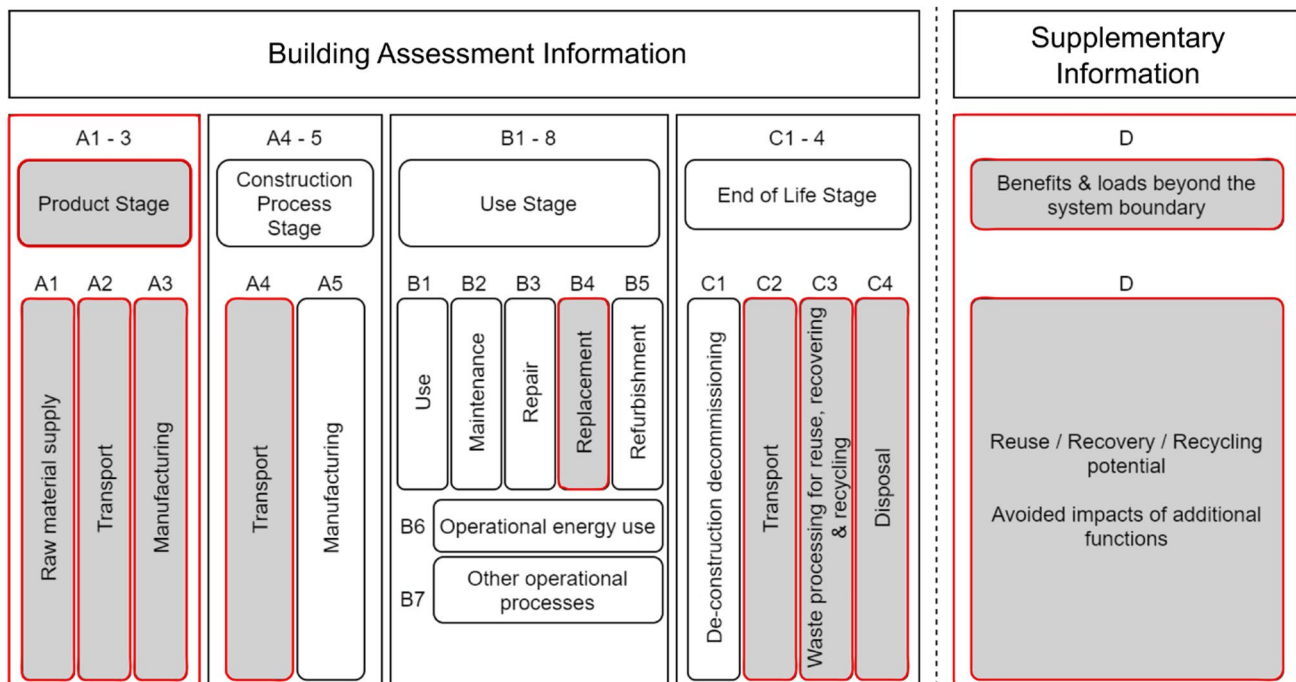 Building Assessment Information
Supplementary
Information
A1 - 3
Product Stage
A1
A2
A3
Raw material supply
Transport
Manufacturing
A4 - 5
Construction
Process
Stage
A4
A5
Transport
Manufacturing
B1 - 8
Use Stage
B1
B2
B3
B4
B5
Use
Maintenance
Repair
Replacement
Refurbishment
B6
Operational energy use
B7
Other operational
processes
C1 - 4
End of Life Stage
C1
C2
C3
C4
De-construction decommissioning
Transport
Waste processing for reuse, recovering
& recycling
Disposal
D
Benefits & loads beyond the
system boundary
D
Reuse / Recovery / Recycling
potential
Avoided impacts of additional
functions